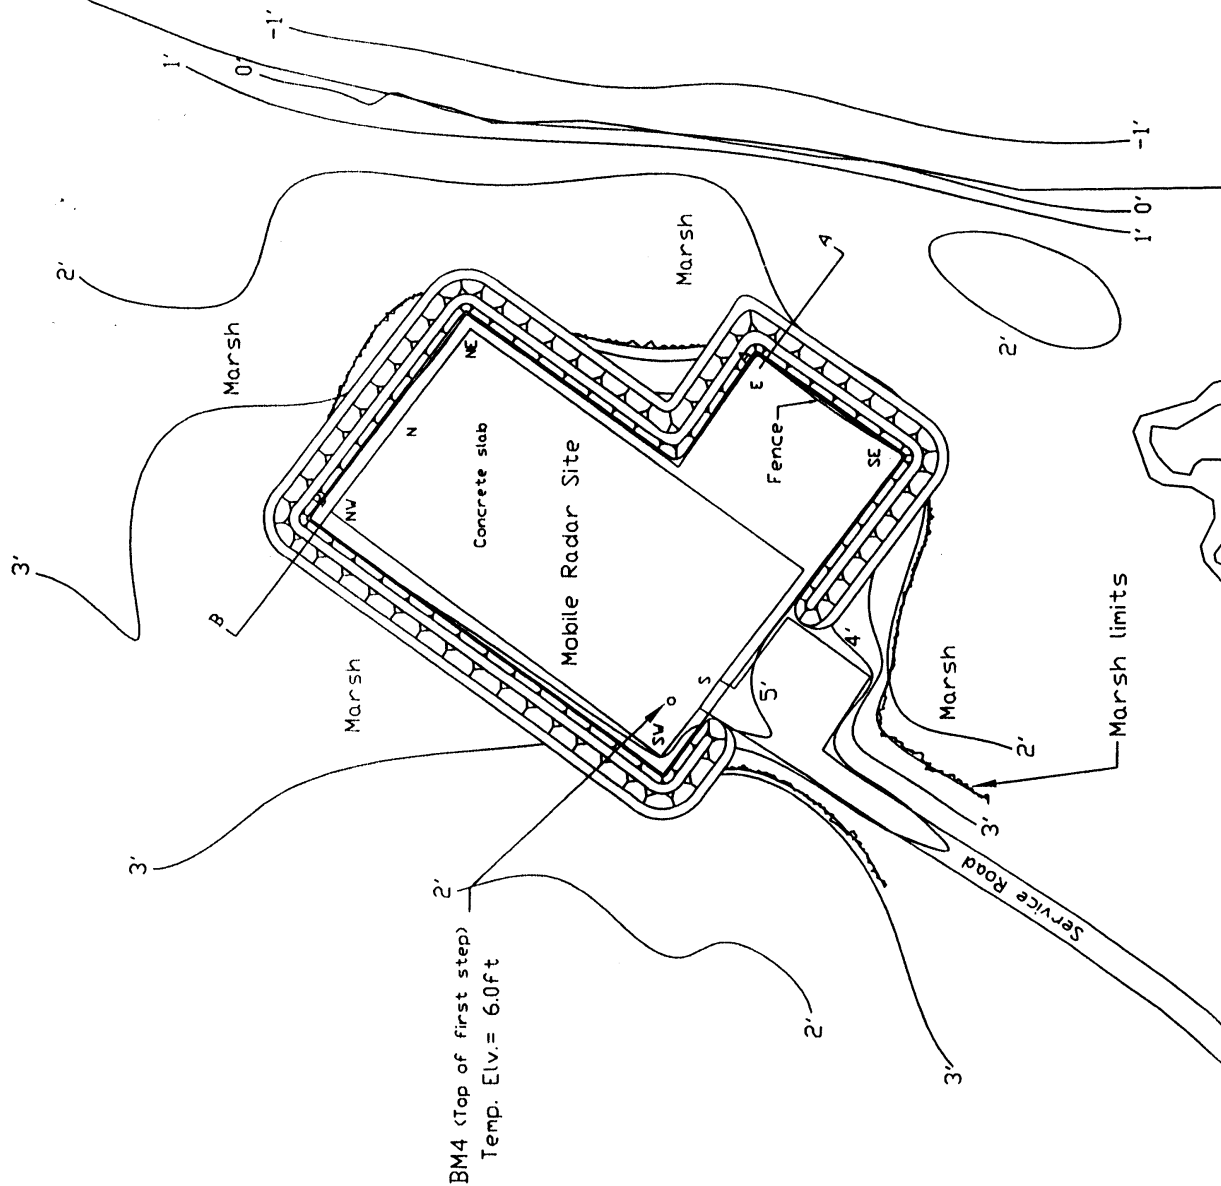 -1'
0'
1'
2'
Marsh
3'
Marsh
A
B
N
NE
NW
Concrete slab
Mobile Radar Site
E
Fence
SE
Marsh
3'
2'
BM4 (Top of first step)
Temp. Elv.= 6.0ft
SW
S
5'
4'
Marsh
2'
3'
Marsh limits
Service Road
2'
3'
2'
1'
0'
-1'